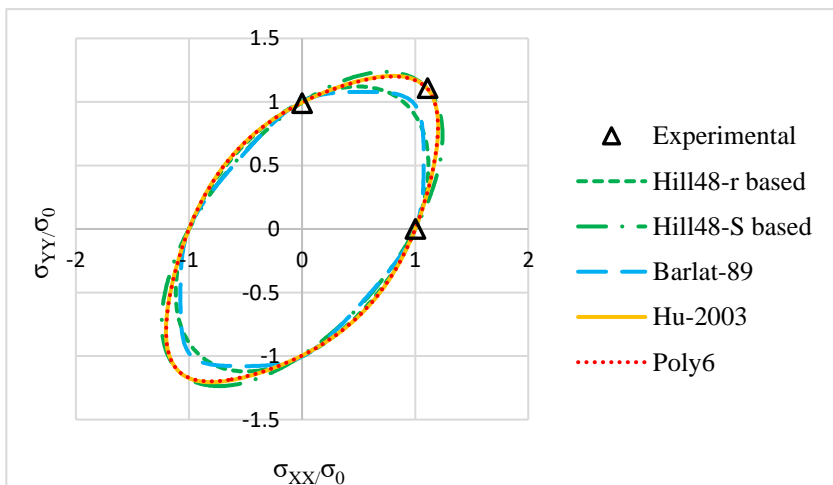 1.5
1
0.5
0
-2 -1 0 1 2
-0.5
-1
-1.5
σYY/σ0
σXX/σ0
Experimental
Hill48-r based
Hill48-S based
Barlat-89
Hu-2003
Poly6